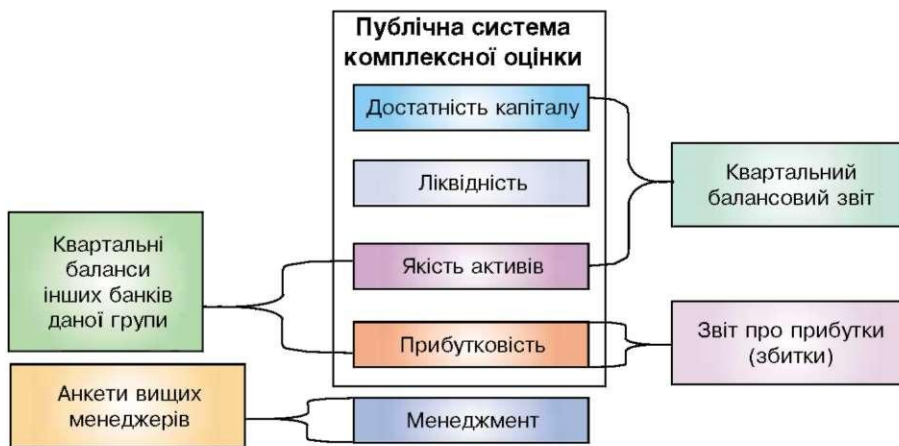 Публічна система
комплексної оцінки
Достатність капіталу
Ліквідність
Якість активів
Прибутковість
Менеджмент
Квартальні
баланси
інших банків
даної групи
Анкети вищих
менеджерів
Квартальний
балансовий звіт
Звіт про прибутки
(збитки)